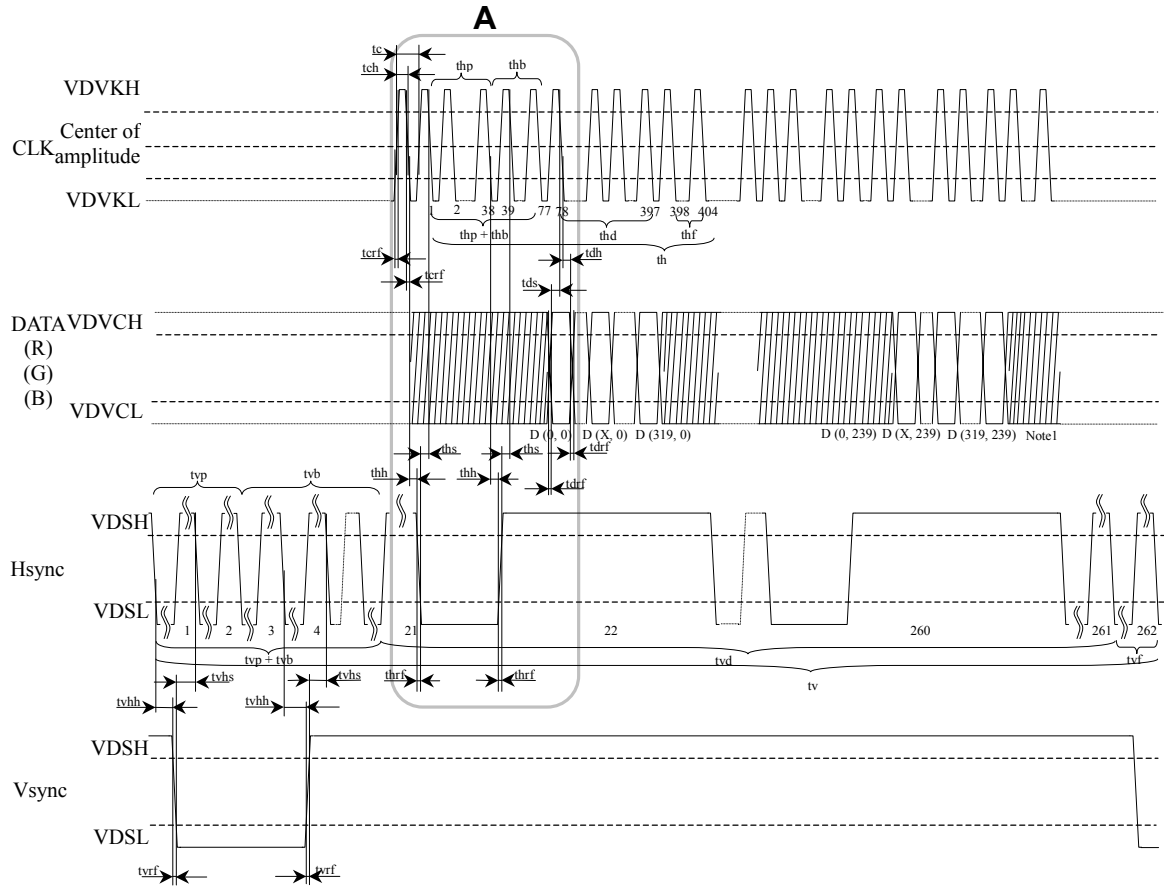 A
tc
tch
thp thb
VDVKH
CLK Center of amplitude
VDVKL
1 2 38 39 77 78 397 398 404
thp + thb thd thf
th
tcrf tdh
tcrf
tds
DATA VDVCH
(R)
(G)
(B)
VDVCL
D (0, 0) D (X, 0) D (319, 0) D (0, 239) D (X, 239) D (319, 239) Note1
ths ths tdrf
thh thh
tdrf
tvp tvb
VDSH
Hsync
VDSL
1 2 3 4 21 22 260 261 262
tvp + tvb tvd tvf
tv
tvhs tvhs thrf thrf
tvhh tvhh
VDSH
Vsync
VDSL
tvrf tvrf